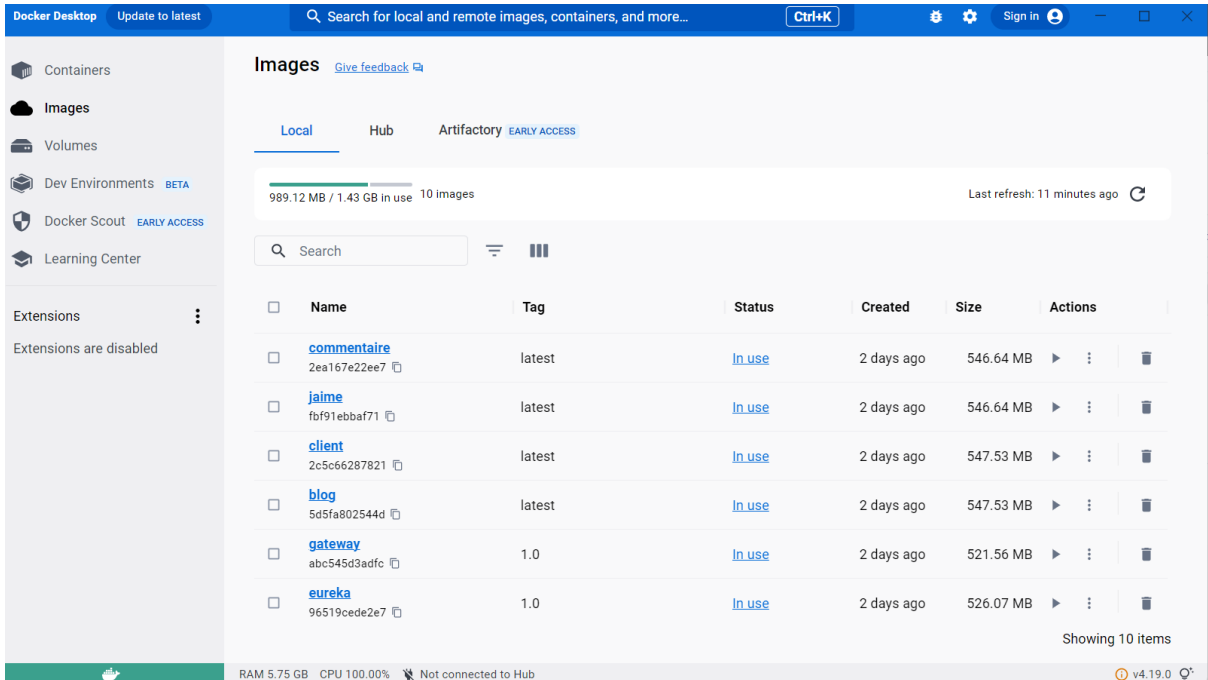 Docker Desktop Update to latest Search for local and remote images, containers, and more... Ctrl+K Sign in
Containers
Images
Volumes
Dev Environments BETA
Docker Scout EARLY ACCESS
Learning Center
Extensions
Extensions are disabled
Images Give feedback
Local Hub Artifactory EARLY ACCESS
989.12 MB / 1.43 GB in use 10 images Last refresh: 11 minutes ago
Search
Name Tag Status Created Size Actions
commentaire
2ea167e22ee7 latest In use 2 days ago 546.64 MB
jaime
fbf91ebbaf71 latest In use 2 days ago 546.64 MB
client
2c5c66287821 latest In use 2 days ago 547.53 MB
blog
5d5fa802544d latest In use 2 days ago 547.53 MB
gateway
abc545d3adfc 1.0 In use 2 days ago 521.56 MB
eureka
96519cede2e7 1.0 In use 2 days ago 526.07 MB
Showing 10 items
RAM 5.75 GB CPU 100.00% Not connected to Hub v4.19.0